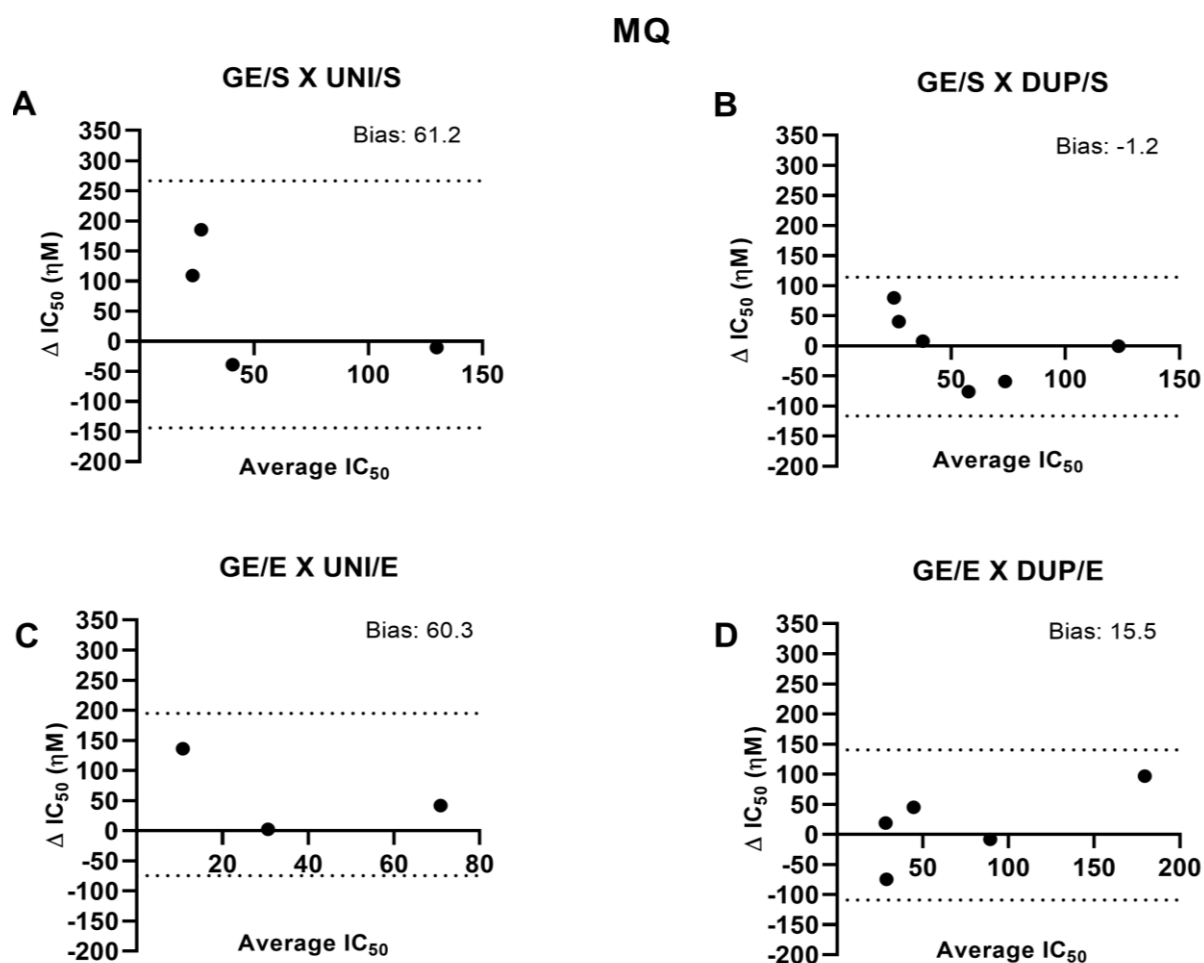 MQ
A
GE/S X UNI/S
Bias: 61.2
Δ IC50 (ηM)
350
300
250
200
150
100
50
0
-50
-100
-150
-200
50
100
150
Average IC50
B
GE/S X DUP/S
Bias: -1.2
Δ IC50 (ηM)
350
300
250
200
150
100
50
0
-50
-100
-150
-200
50
100
150
Average IC50
C
GE/E X UNI/E
Bias: 60.3
Δ IC50 (ηM)
350
300
250
200
150
100
50
0
-50
-100
-150
-200
20
40
60
80
Average IC50
D
GE/E X DUP/E
Bias: 15.5
Δ IC50 (ηM)
350
300
250
200
150
100
50
0
-50
-100
-150
-200
50
100
150
200
Average IC50